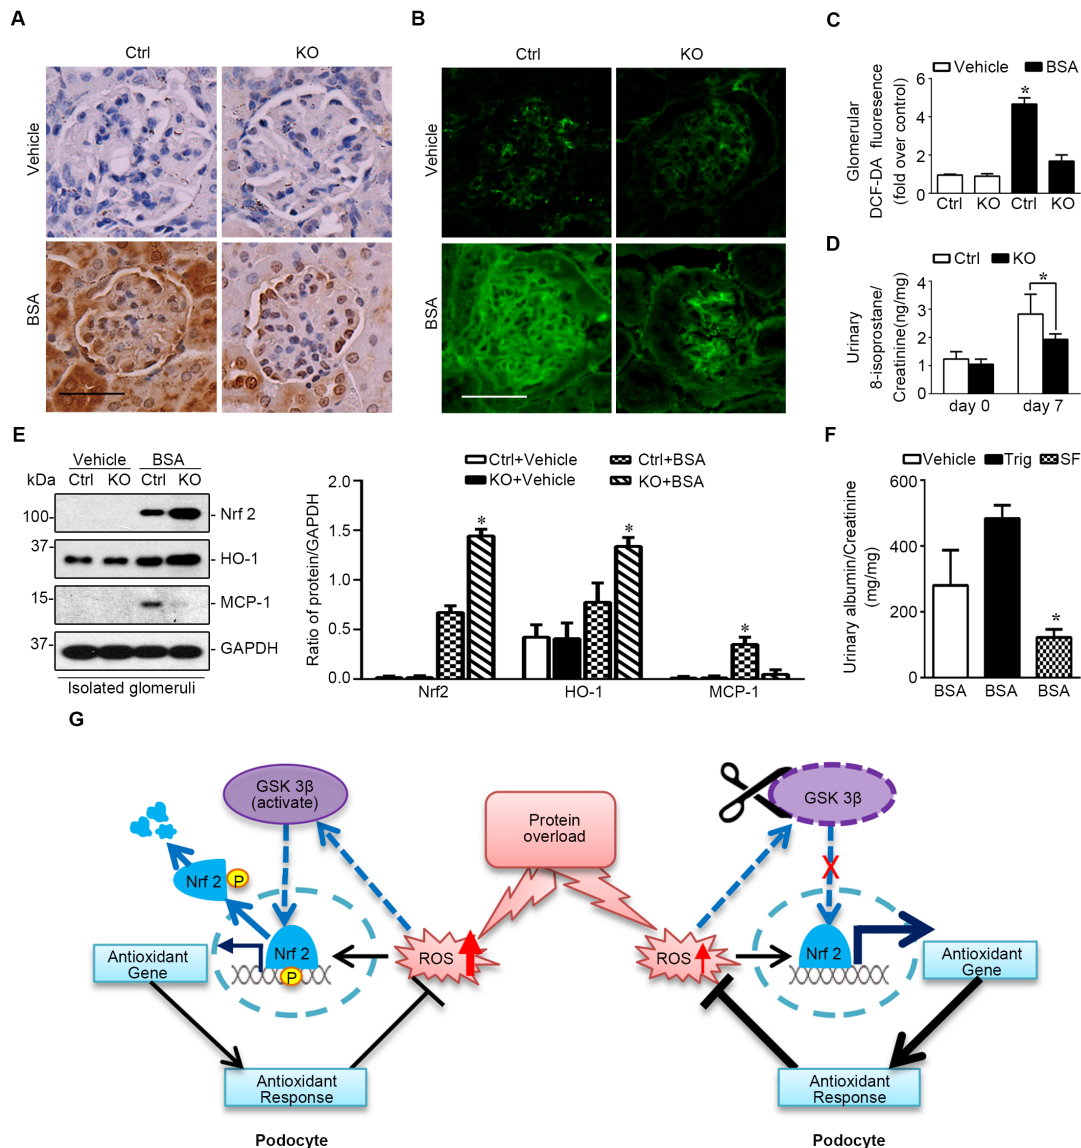 A
Ctrl
KO
Vehicle
BSA
B
Ctrl
KO
Vehicle
BSA
C
Vehicle
BSA
Glomerular
DCF-DA fluoresence
(fold over control)
6
4
2
0
*
Ctrl
KO
Ctrl
KO
D
Ctrl
KO
Urinary
8-isoprostane/
Creatinine(ng/mg)
4
3
2
1
0
*
day 0
day 7
E
Vehicle
BSA
kDa
Ctrl
KO
Ctrl
KO
100-
- Nrf 2
37-
- HO-1
15-
- MCP-1
37-
- GAPDH
Isolated glomeruli
Ctrl+Vehicle
Ctrl+BSA
KO+Vehicle
KO+BSA
Ratio of protein/GAPDH
2.0
1.5
1.0
0.5
0.0
*
*
*
Nrf2
HO-1
MCP-1
F
Vehicle
Trig
SF
Urinary albumin/Creatinine
(mg/mg)
600
400
200
0
*
BSA
BSA
BSA
G
GSK 3β
(activate)
Nrf 2
P
Nrf 2
P
Antioxidant
Gene
Antioxidant
Response
ROS
Podocyte
Protein
overload
GSK 3β
X
ROS
Nrf 2
Antioxidant
Gene
Antioxidant
Response
Podocyte